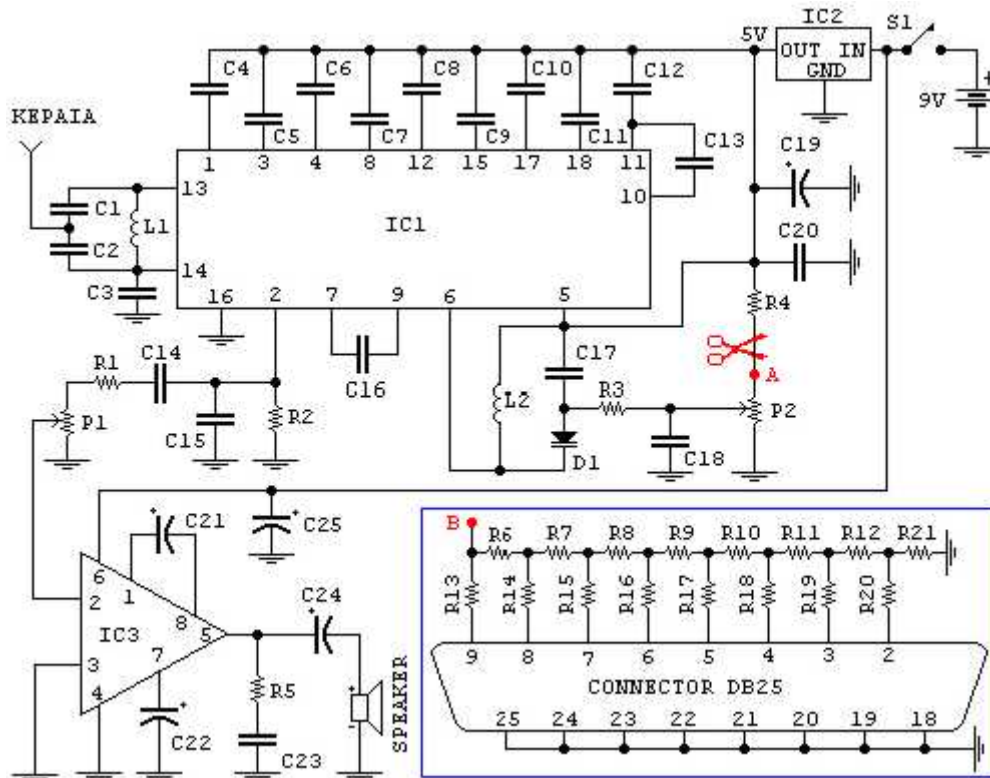 IC2
S1
5V
OUT IN
GND
+
9V
C4
C6
C8
C10
C12
C5
C7
C9
C11
C13
C19
KEPAIA
1
3
4
8
12
15
17
18
11
13
10
C1
L1
IC1
C2
C20
14
C3
16
2
7
9
6
5
R4
R1
C14
C16
C17
A
L2
R3
P1
C15
R2
P2
D1
C18
C21
C25
+
B
R6
R7
R8
R9
R10
R11
R12
R21
6
1
R13
R14
R15
R16
R17
R18
R19
R20
2
8
C24
IC3
5
3
7
4
9
8
7
6
5
4
3
2
R5
+
-
SPEAKER
CONNECTOR DB25
C22
+
C23
25
24
23
22
21
20
19
18